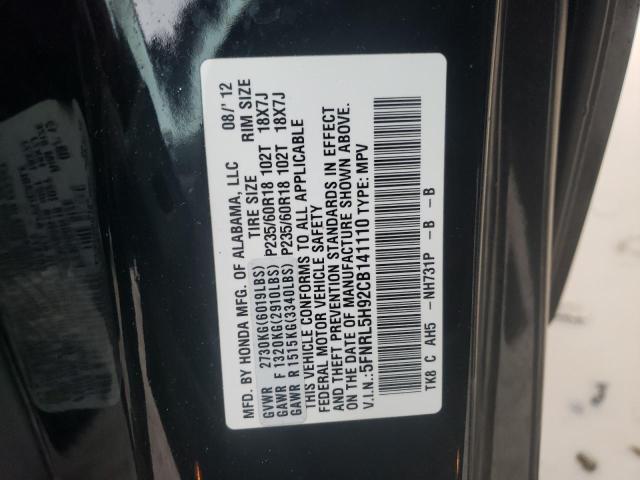 MFD. BY HONDA MFG. OF ALABAMA, LLC 08/'12
TIRE SIZE RIM SIZE
GVWR 2730KG(6019LBS)
GAWR F 1320KG(2910LBS) P235/60R18 102T 18X7J
GAWR R 1515KG(3340LBS) P235/60R18 102T 18X7J
THIS VEHICLE CONFORMS TO ALL APPLICABLE
FEDERAL MOTOR VEHICLE SAFETY
AND THEFT PREVENTION STANDARDS IN EFFECT
ON THE DATE OF MANUFACTURE SHOWN ABOVE.
V.I.N.:5FNRL5H92CB141110 TYPE: MPV
TK8 C AH5 -NH731P -B -B